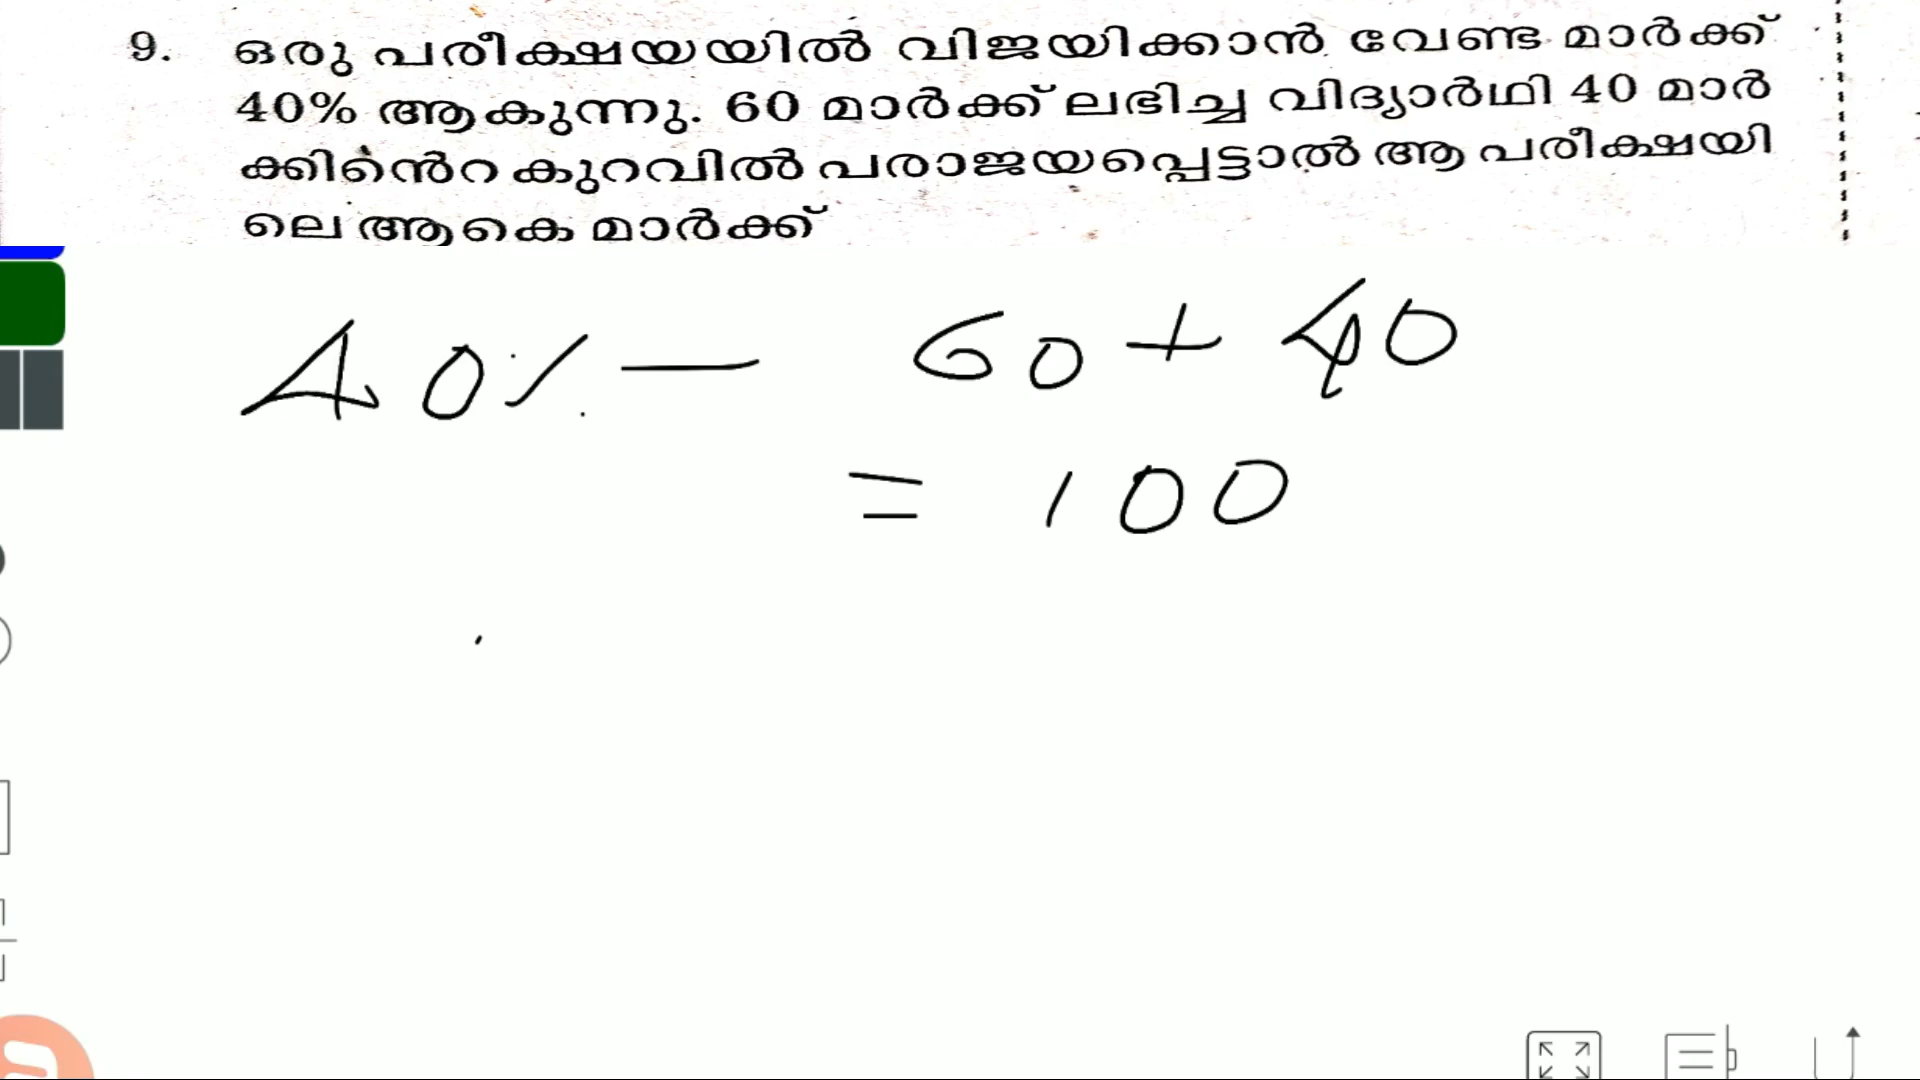 9. ഒരു പരീക്ഷയയിൽ വിജയിക്കാൻ വേണ്ട മാർക്ക്
40% ആകുന്നു. 60 മാർക്ക് ലഭിച്ച വിദ്യാർഥി 40 മാർ
ക്കിൻെറ കുറവിൽ പരാജയപ്പെട്ടാൽ ആ പരീക്ഷയി
ലെ ആകെ മാർക്ക്
40% — 60 + 40
= 100